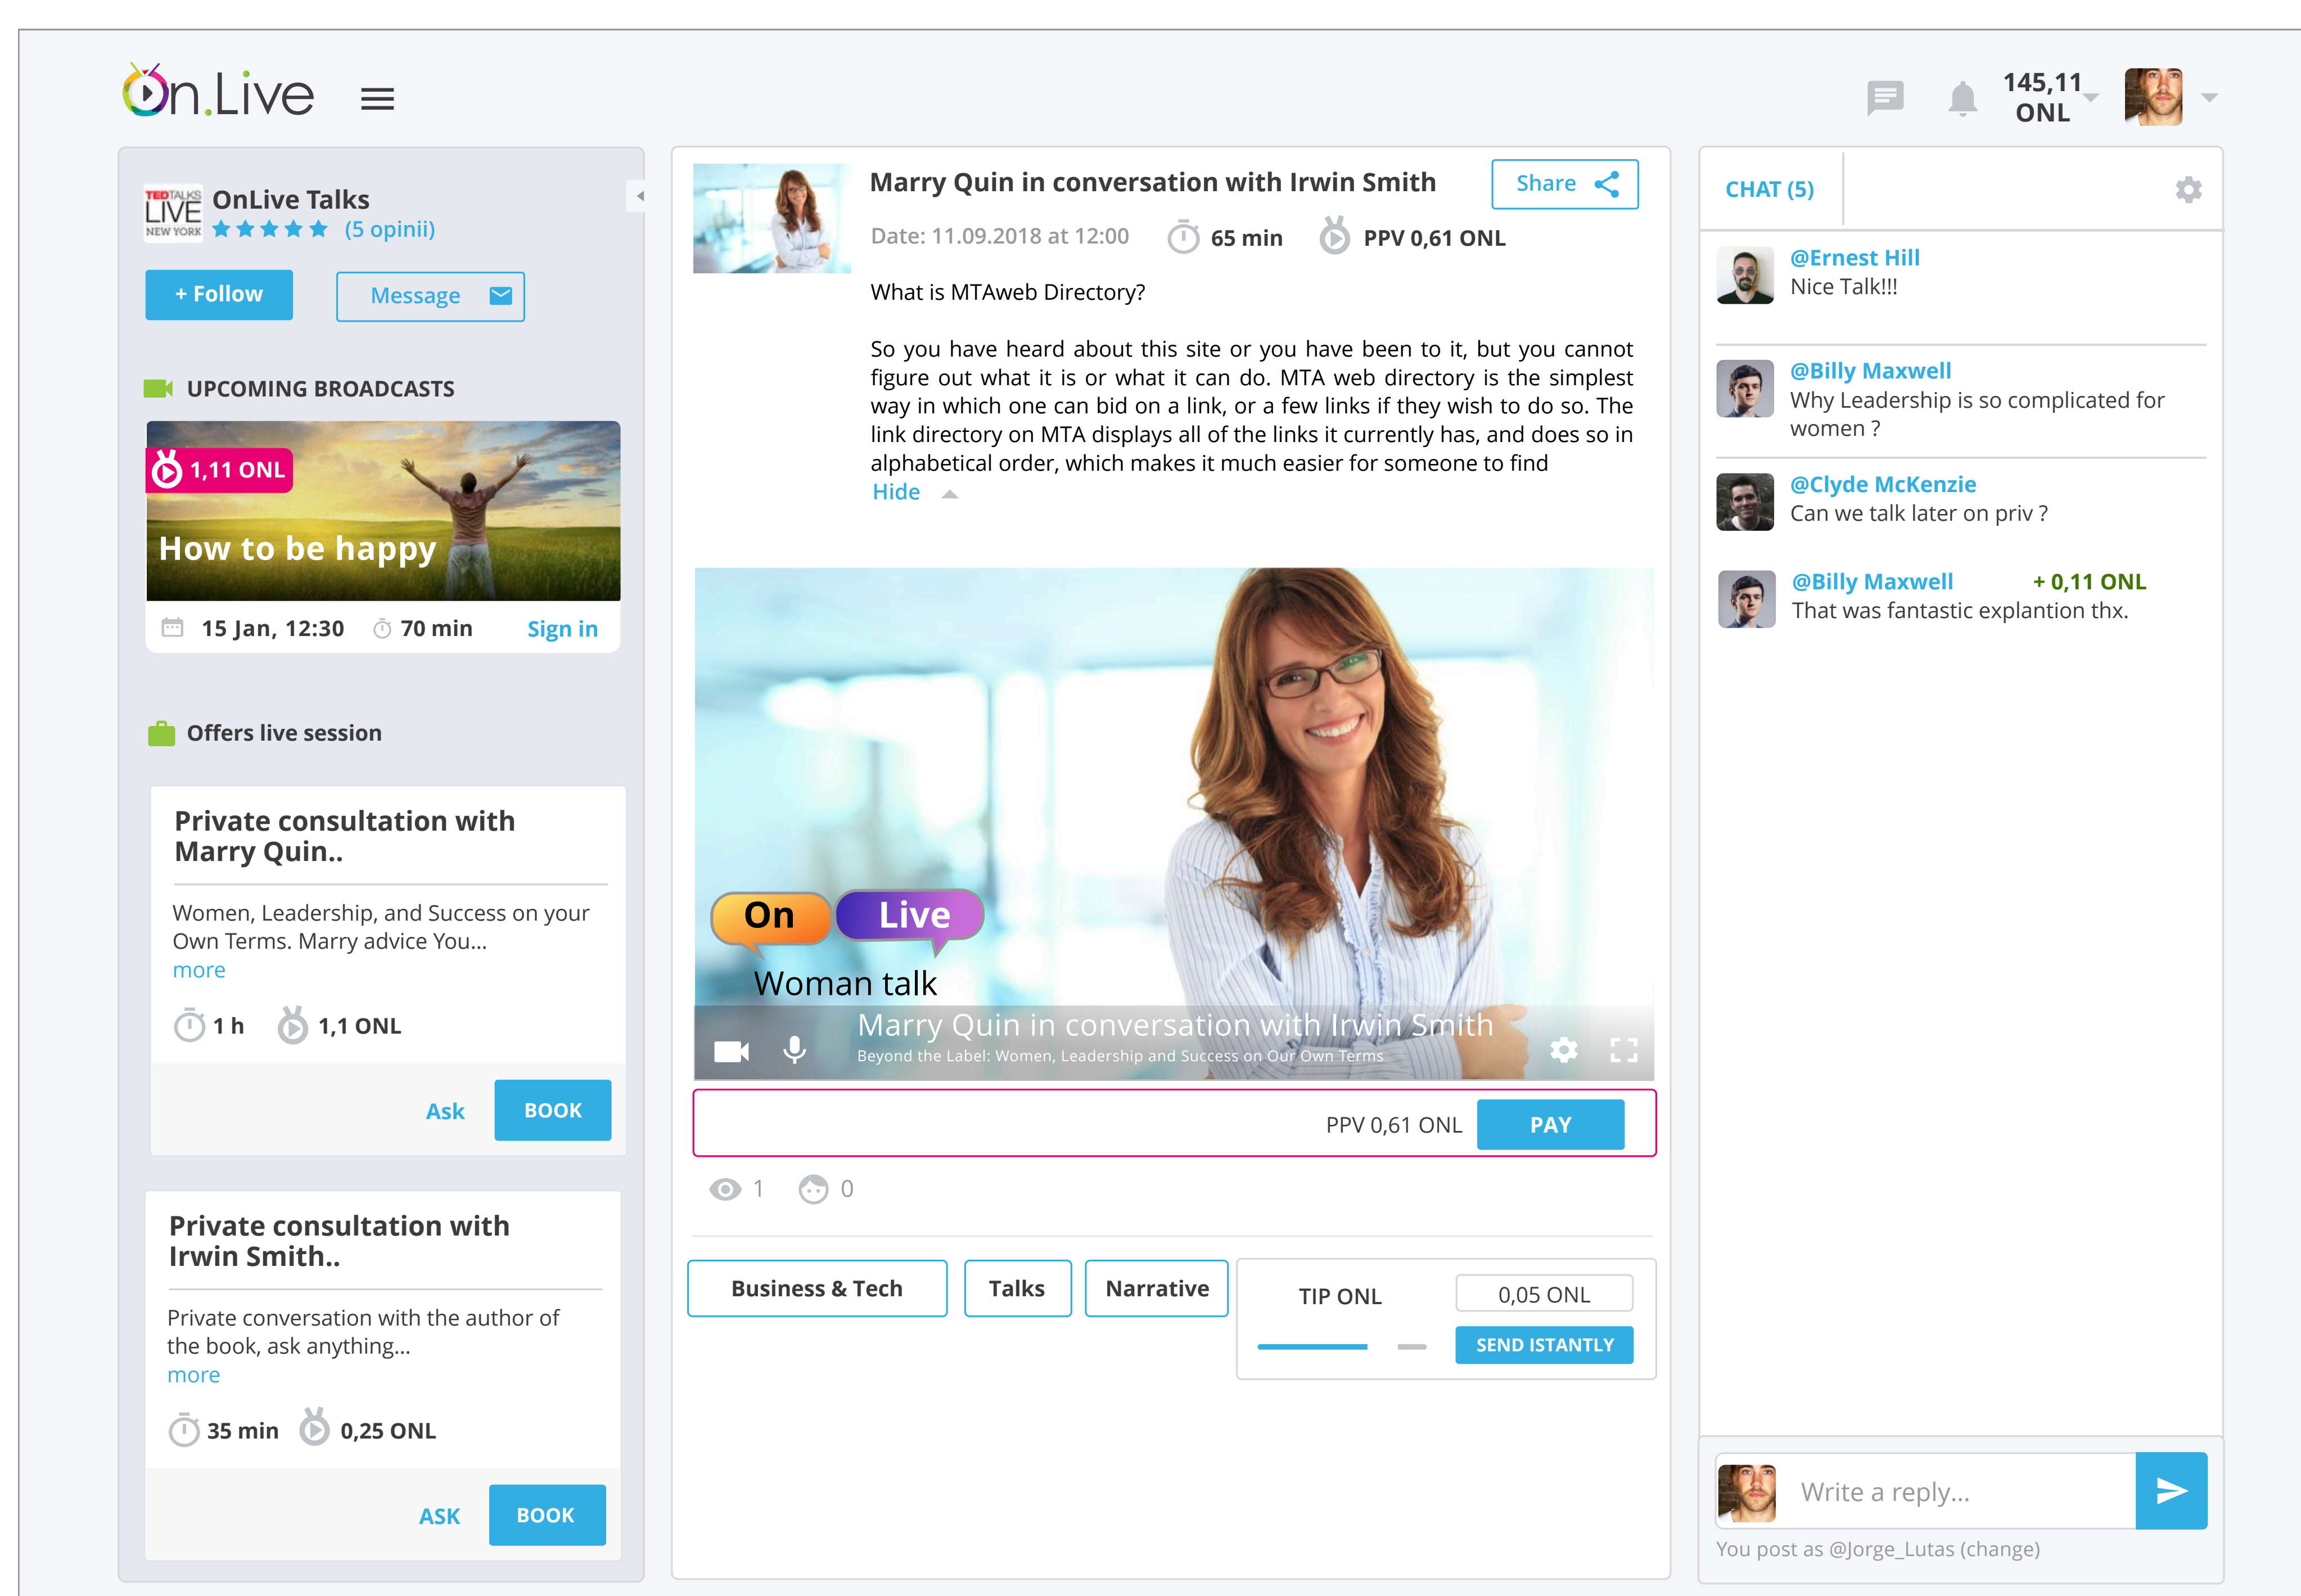 On.Live
145,11
ONL
TEDTALKS
LIVE
NEW YORK
OnLive Talks
(5 opinii)
+ Follow
Message
UPCOMING BROADCASTS
1,11 ONL
How to be happy
15 Jan, 12:30
70 min
Sign in
Offers live session
Private consultation with
Marry Quin..
Women, Leadership, and Success on your
Own Terms. Marry advice You...
more
1 h
1,1 ONL
Ask
BOOK
Private consultation with
Irwin Smith..
Private conversation with the author of
the book, ask anything...
more
35 min
0,25 ONL
ASK
BOOK
Marry Quin in conversation with Irwin Smith
Share
Date: 11.09.2018 at 12:00
65 min
PPV 0,61 ONL
What is MTAweb Directory?
So you have heard about this site or you have been to it, but you cannot
figure out what it is or what it can do. MTA web directory is the simplest
way in which one can bid on a link, or a few links if they wish to do so. The
link directory on MTA displays all of the links it currently has, and does so in
alphabetical order, which makes it much easier for someone to find
Hide
On
Live
Woman talk
Marry Quin in conversation with Irwin Smith
Beyond the Label: Women, Leadership and Success on Our Own Terms
PPV 0,61 ONL
PAY
1
0
Business & Tech
Talks
Narrative
TIP ONL
0,05 ONL
SEND ISTANTLY
CHAT (5)
@Ernest Hill
Nice Talk!!!
@Billy Maxwell
Why Leadership is so complicated for
women ?
@Clyde McKenzie
Can we talk later on priv ?
@Billy Maxwell
+ 0,11 ONL
That was fantastic explantion thx.
Write a reply...
You post as @Jorge_Lutas (change)